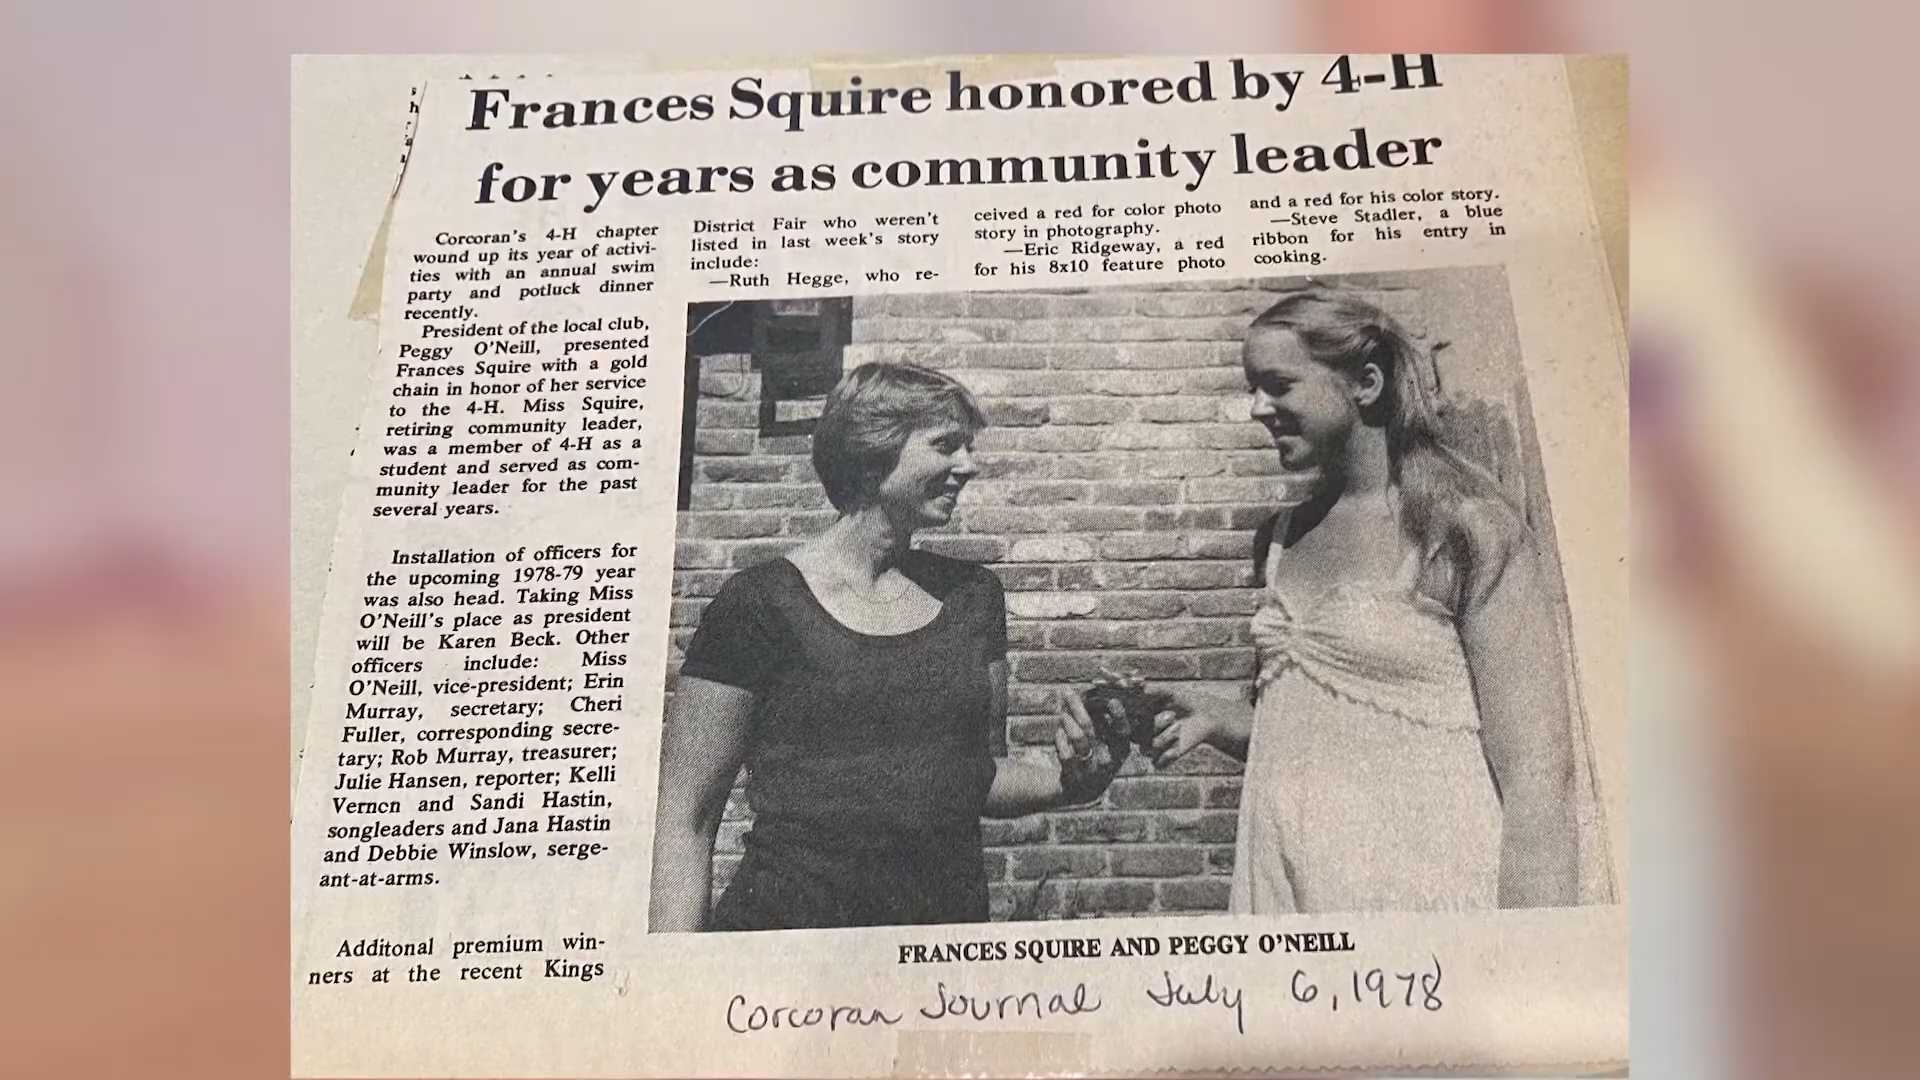 Frances Squire honored by 4-H
for years as community leader
Corcoran's 4-H chapter
wound up its year of activi-
ties with an annual swim
party and potluck dinner
recently.
President of the local club,
Peggy O'Neill, presented
Frances Squire with a gold
chain in honor of her service
to the 4-H. Miss Squire,
retiring community leader,
was a member of 4-H as a
student and served as com-
munity leader for the past
several years.
Installation of officers for
the upcoming 1978-79 year
was also head. Taking Miss
O'Neill's place as president
will be Karen Beck. Other
officers include: Miss
O'Neill, vice-president; Erin
Murray, secretary; Cheri
Fuller, corresponding secre-
tary; Rob Murray, treasurer;
Julie Hansen, reporter; Kelli
Verncn and Sandi Hastin,
songleaders and Jana Hastin
and Debbie Winslow, serge-
ant-at-arms.
Additonal premium win-
ners at the recent Kings
District Fair who weren't
listed in last week's story
include:
—Ruth Hegge, who re-
ceived a red for color photo
story in photography.
—Eric Ridgeway, a red
for his 8x10 feature photo
and a red for his color story.
—Steve Stadler, a blue
ribbon for his entry in
cooking.
FRANCES SQUIRE AND PEGGY O'NEILL
Corcoran Journal July 6, 1978